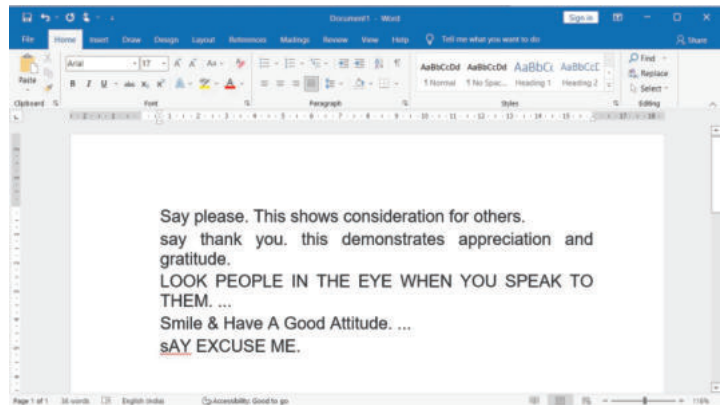 Document1 - Word
Sign in
File Home Insert Draw Design Layout References Mailings Review View Help Tell me what you want to do Share
Paste
Arial 17
Find
Replace
Select
AaBbCcDd AaBbCcDd AaBbCc AaBbCcC
¶ Normal ¶ No Spac... Heading 1 Heading 2
Clipboard Font Paragraph Styles Editing
Say please. This shows consideration for others.
say thank you. this demonstrates appreciation and
gratitude.
LOOK PEOPLE IN THE EYE WHEN YOU SPEAK TO
THEM. ...
Smile & Have A Good Attitude. ...
sAY EXCUSE ME.
Page 1 of 1 36 words English (India) Accessibility: Good to go 116%